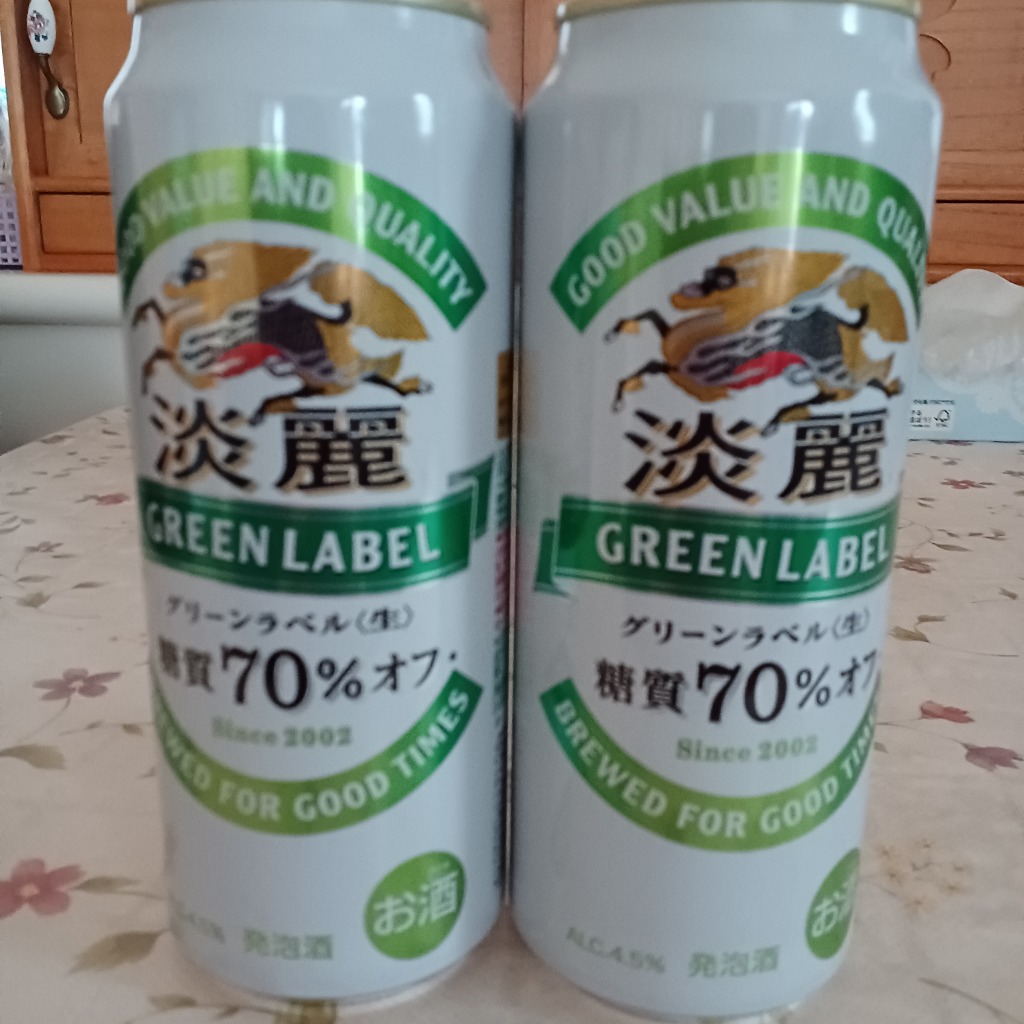 VALUE AND QUALITY
淡麗
GREEN LABEL
グリーンラベル〈生〉
糖質70%オフ・
Since 2002
FOR GOOD TIMES
発泡酒
お酒
GOOD VALUE AND
淡麗
GREEN LABEL
グリーンラベル〈生〉
糖質70%オフ
Since 2002
BREWED FOR GOOD
ALC.4.5% 発泡酒
お酒
FSC